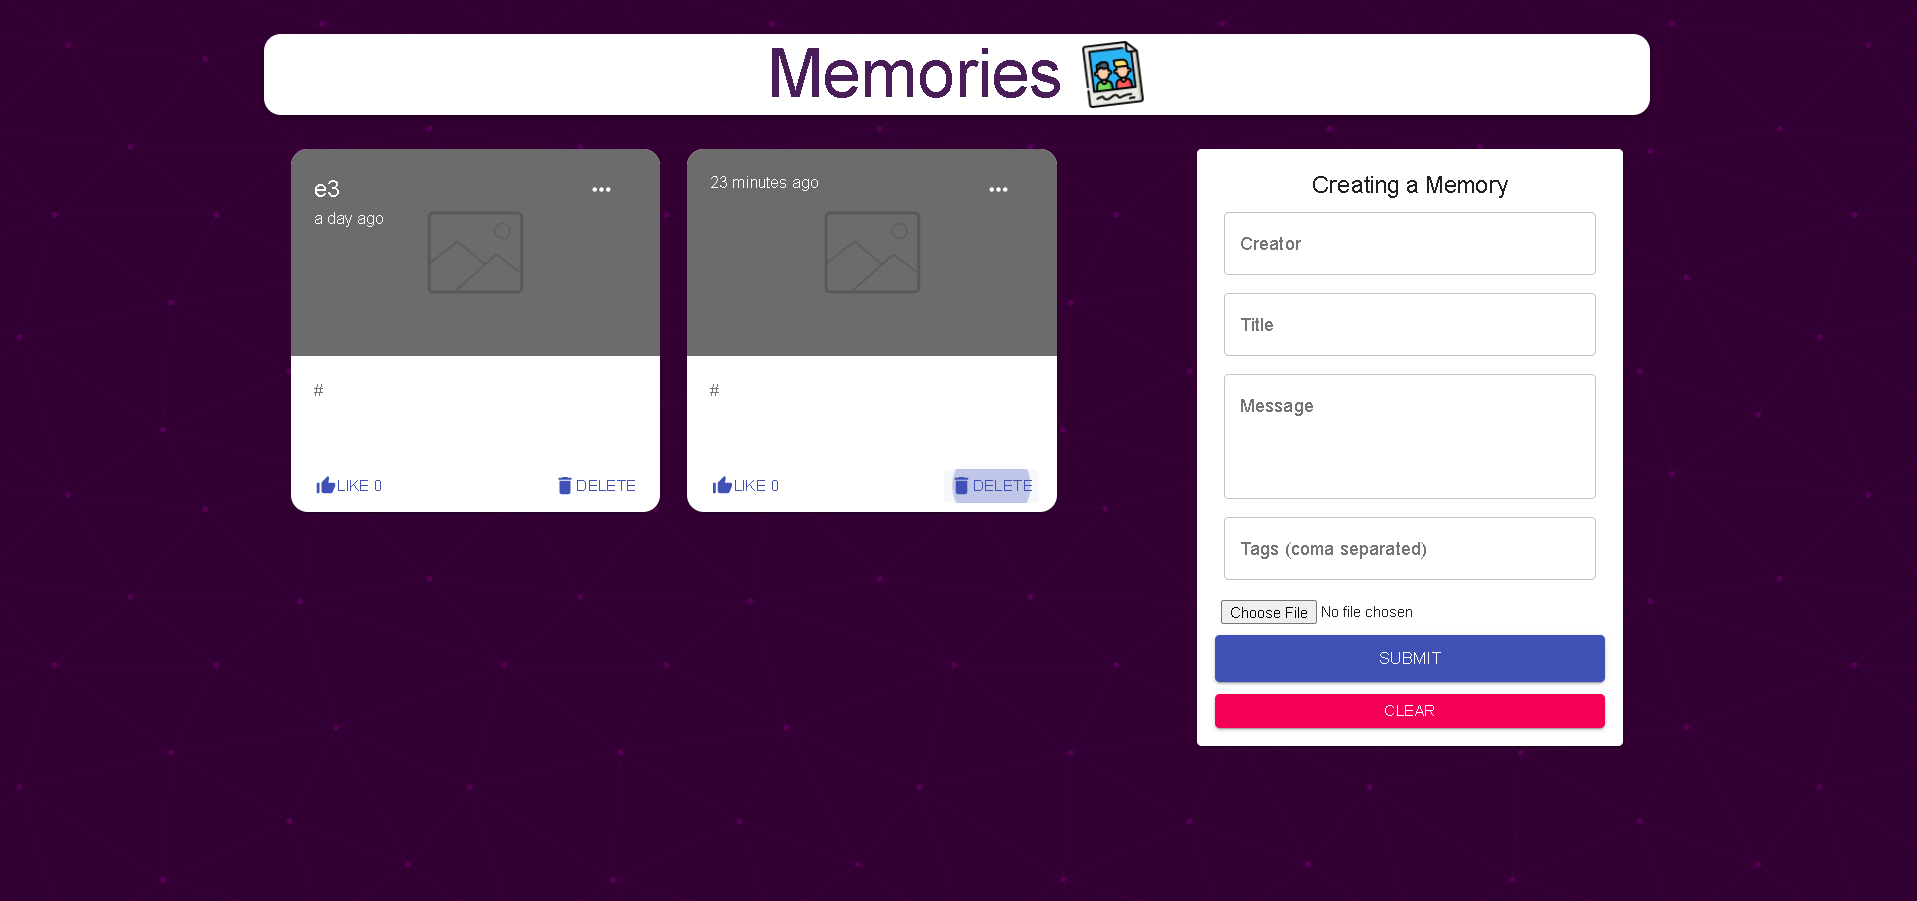 Memories
e3
a day ago
#
LIKE 0
DELETE
23 minutes ago
#
LIKE 0
DELETE
Creating a Memory
Creator
Title
Message
Tags (coma separated)
Choose File No file chosen
SUBMIT
CLEAR